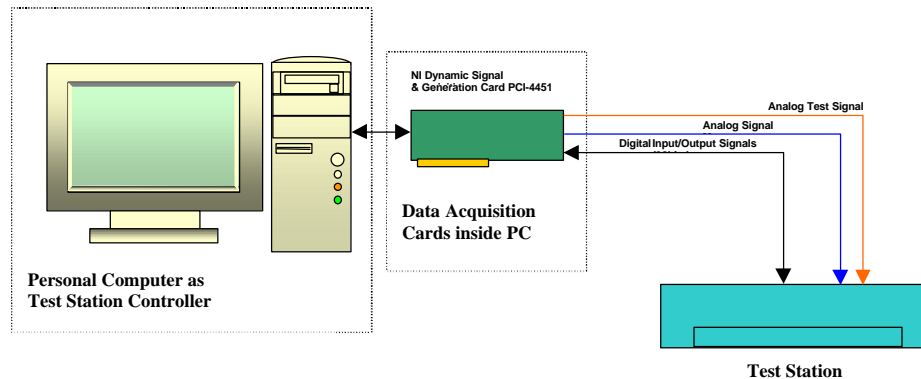 NI Dynamic Signal
& Generation Card PCI-4451
Analog Test Signal
Analog Signal
Digital Input/Output Signals
Data Acquisition
Cards inside PC
Personal Computer as
Test Station Controller
Test Station